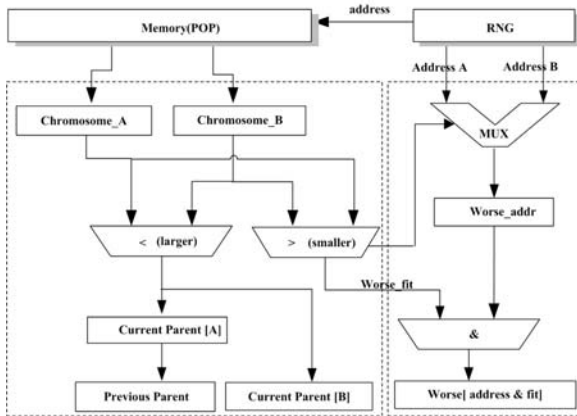 Memory(POP)
address
RNG
Address A
Address B
Chromosome_A
Chromosome_B
MUX
Worse_addr
< (larger)
> (smaller)
Worse_fit
Current Parent [A]
&
Previous Parent
Current Parent [B]
Worse[ address & fit]